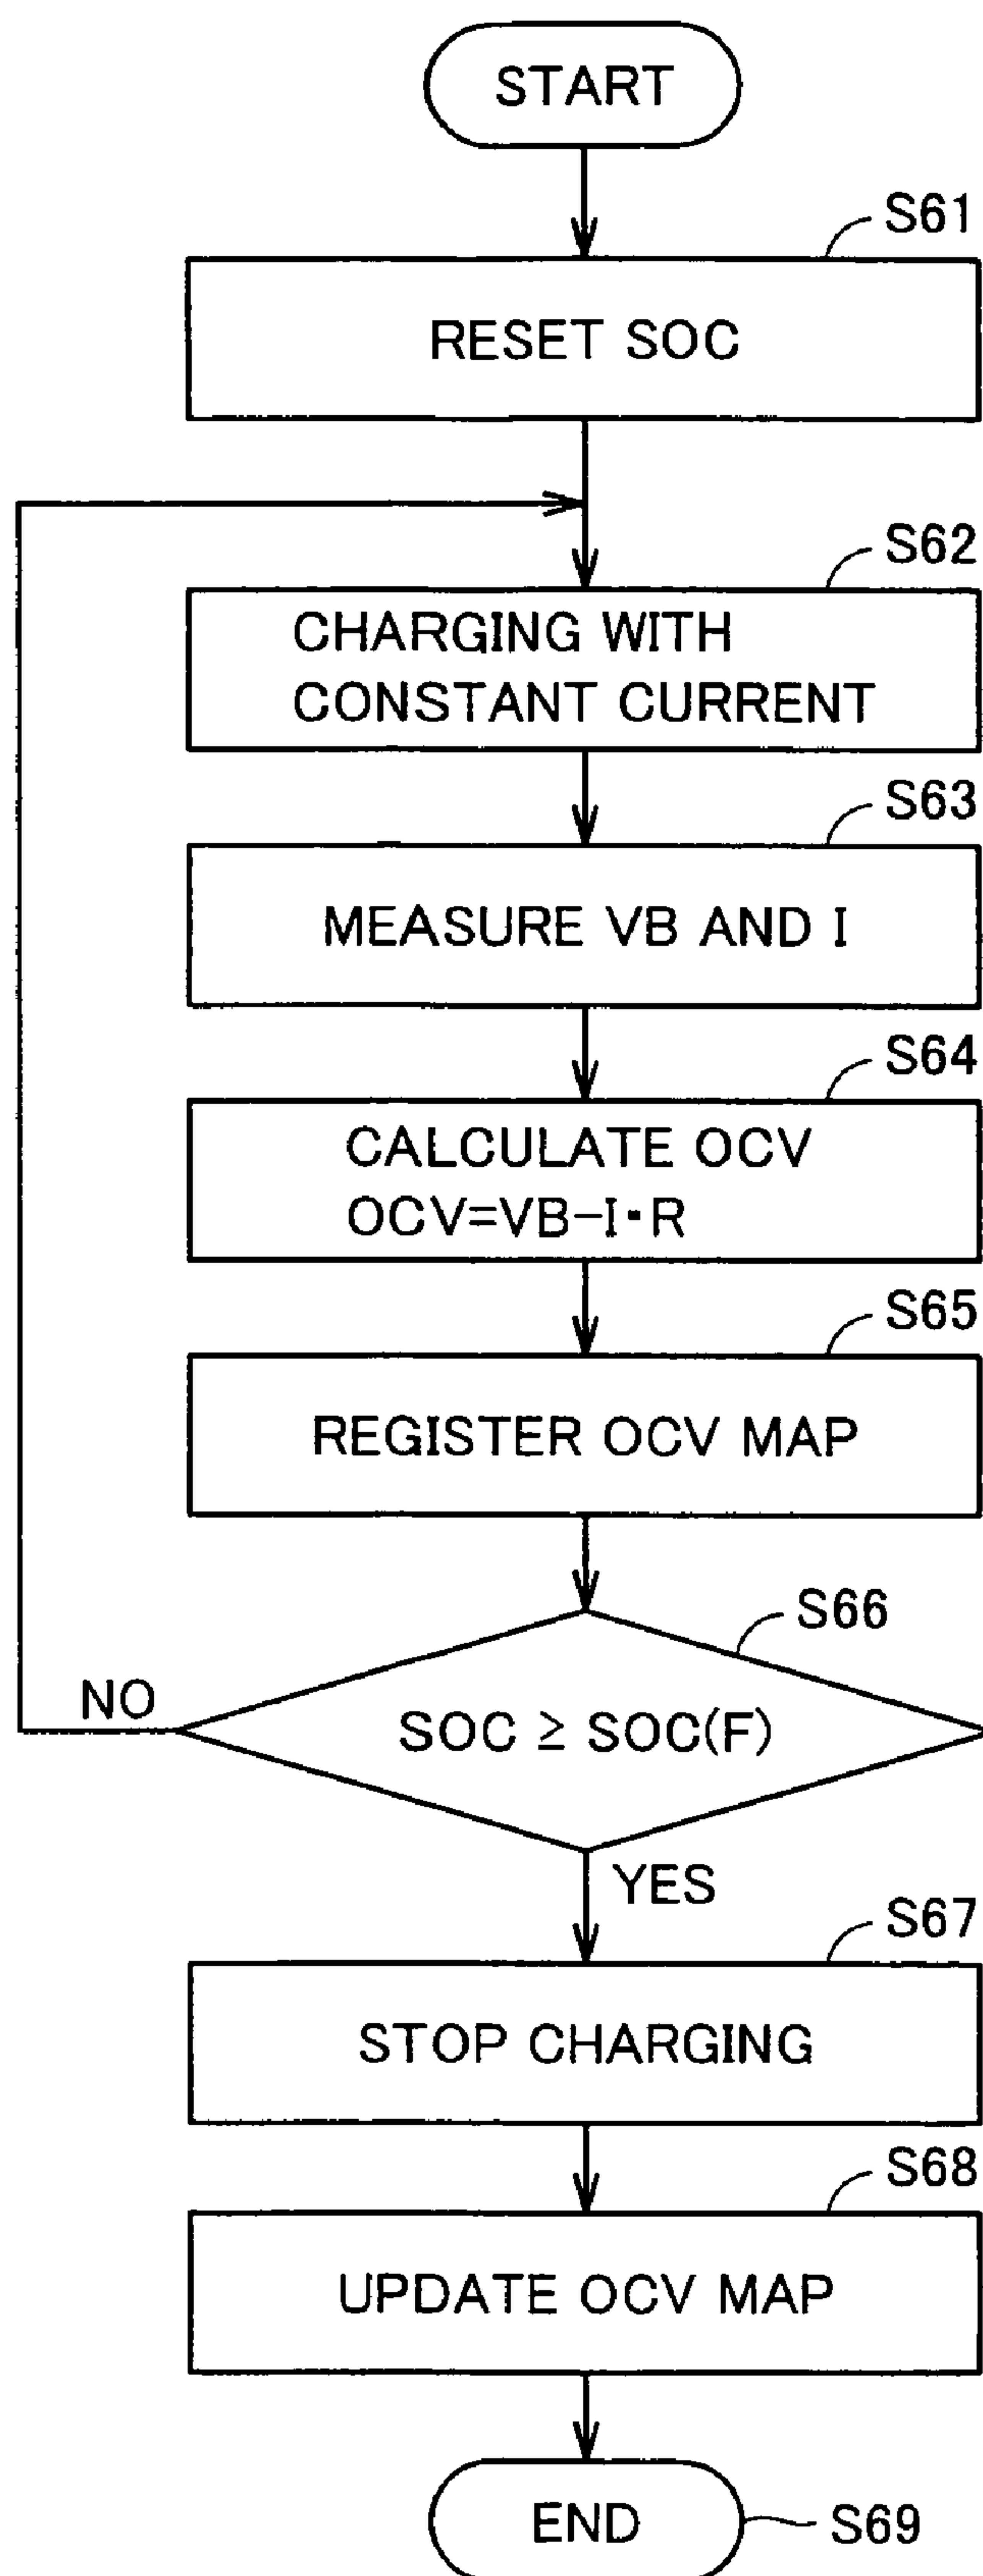 START
S61
RESET SOC
S62
CHARGING WITH
CONSTANT CURRENT
S63
MEASURE VB AND I
S64
CALCULATE OCV
OCV=VB-I·R
S65
REGISTER OCV MAP
S66
NO
SOC ≥ SOC(F)
YES
S67
STOP CHARGING
S68
UPDATE OCV MAP
END
S69